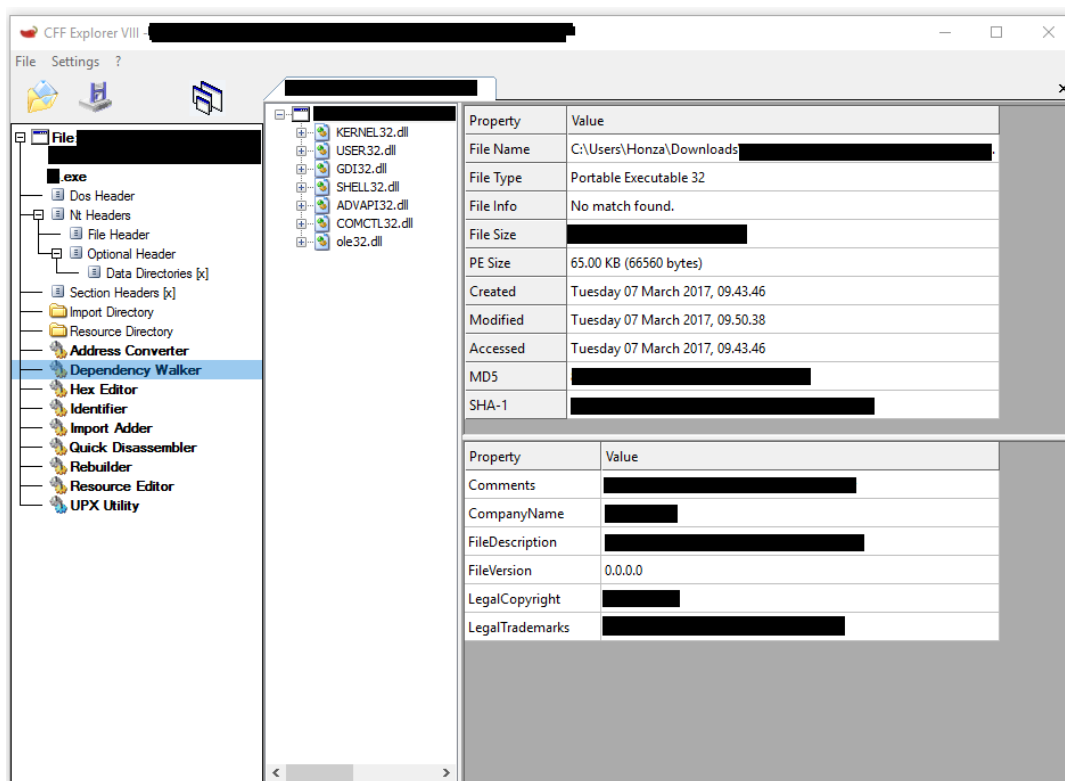 CFF Explorer VIII -
File Settings ?
File:
.exe
Dos Header
Nt Headers
File Header
Optional Header
Data Directories [x]
Section Headers [x]
Import Directory
Resource Directory
Address Converter
Dependency Walker
Hex Editor
Identifier
Import Adder
Quick Disassembler
Rebuilder
Resource Editor
UPX Utility
KERNEL32.dll
USER32.dll
GDI32.dll
SHELL32.dll
ADVAPI32.dll
COMCTL32.dll
ole32.dll
Property Value
File Name C:\Users\Honza\Downloads
File Type Portable Executable 32
File Info No match found.
File Size
PE Size 65.00 KB (66560 bytes)
Created Tuesday 07 March 2017, 09.43.46
Modified Tuesday 07 March 2017, 09.50.38
Accessed Tuesday 07 March 2017, 09.43.46
MD5
SHA-1
Property Value
Comments
CompanyName
FileDescription
FileVersion 0.0.0.0
LegalCopyright
LegalTrademarks